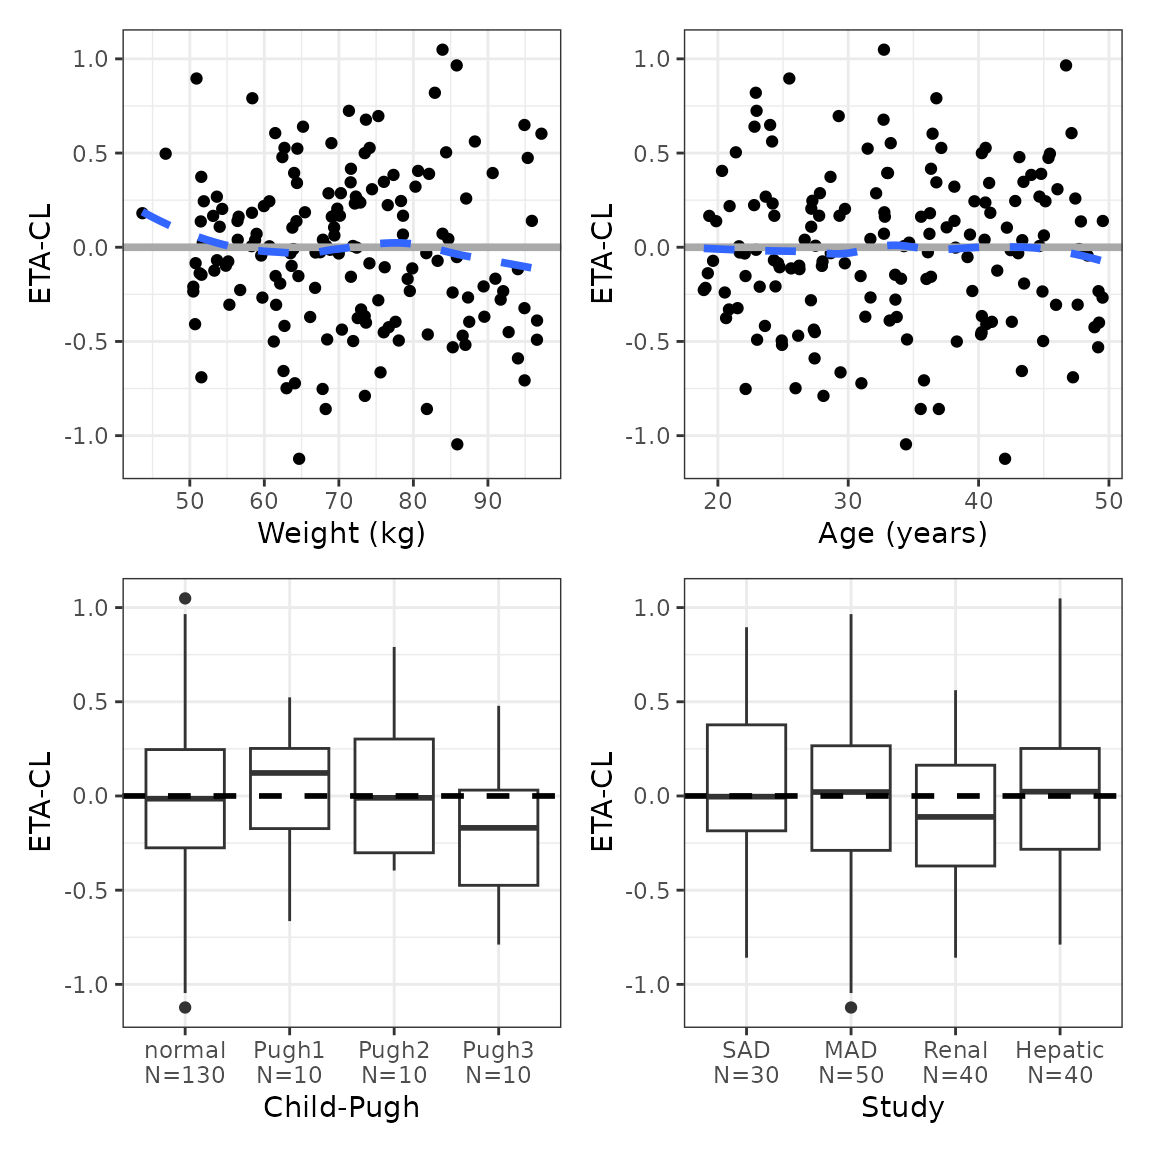 1.0
0.5
0.0
-0.5
-1.0
ETA-CL
50 60 70 80 90
Weight (kg)
1.0
0.5
0.0
-0.5
-1.0
ETA-CL
20 30 40 50
Age (years)
1.0
0.5
0.0
-0.5
-1.0
ETA-CL
normal Pugh1 Pugh2 Pugh3
N=130 N=10 N=10 N=10
Child-Pugh
1.0
0.5
0.0
-0.5
-1.0
ETA-CL
SAD MAD Renal Hepatic
N=30 N=50 N=40 N=40
Study